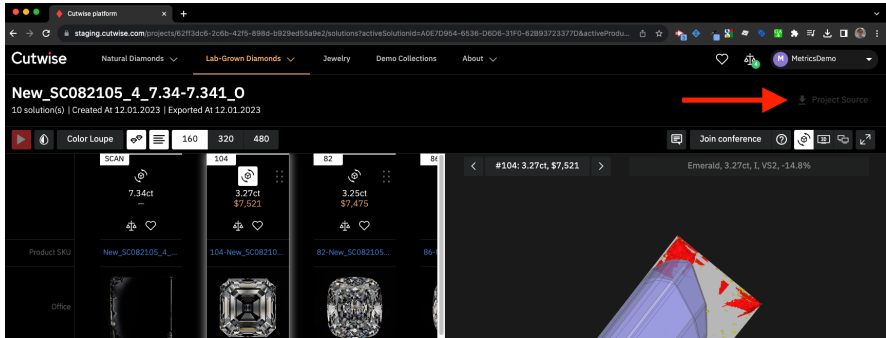 Cutwise platform
staging.cutwise.com/projects/62ff3dc6-2c6b-42f5-898d-b929ed55a9e2/solutions?activeSolutionId=A0E7D954-6536-D6D6-31F0-62B93723377D&activeProdu...
Cutwise Natural Diamonds Lab-Grown Diamonds Jewelry Demo Collections About M MetricsDemo
New_SC082105_4_7.34-7.341_O
10 solution(s) | Created At 12.01.2023 | Exported At 12.01.2023
Project Source
Color Loupe 160 320 480 Join conference
SCAN 104 82 86
#104: 3.27ct, $7,521
Emerald, 3.27ct, I, VS2, -14.8%
7.34ct 3.27ct 3.25ct
— $7,521 $7,475
Product SKU New_SC082105_4_... 104-New_SC08210... 82-New_SC082105... 86-
Office